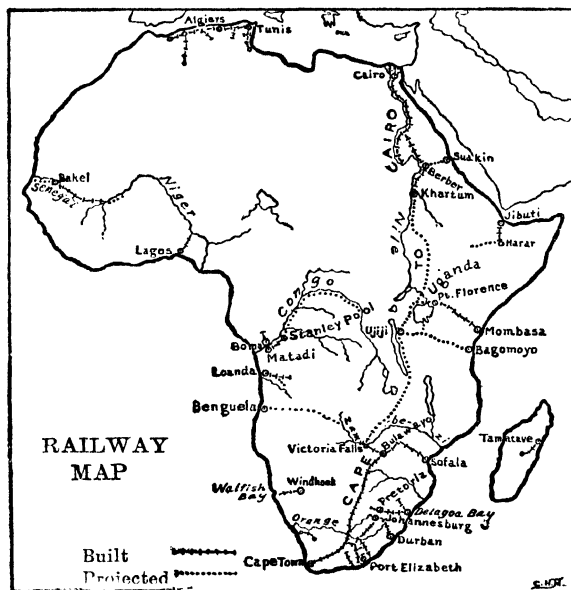 Algiers
Tunis
Cairo
CAIRO
Suakin
Berber
Bakel
Senegal
Khartum
Niger
Jibuti
NILE
TO
Harar
Lagos
Uganda
Congo
Pt. Florence
Stanley Pool
Ujiji
Mombasa
Boma
Matadi
Bagomoyo
Loanda
Benguela
Zambezi
RAILWAY
MAP
Victoria Falls
Bulawayo
Tamatave
Sofala
CAPE
Windhoek
Walfish
Bay
Pretoria
Delagoa Bay
Orange
Johannesburg
Durban
Built
Cape Town
Port Elizabeth
Projected